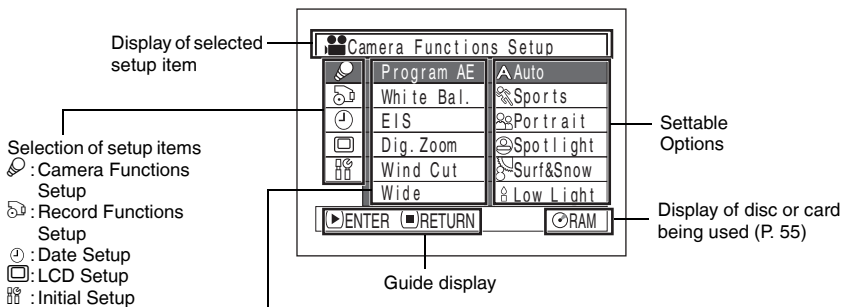 Display of selected
setup item
Camera Functions Setup
Program AE
White Bal.
EIS
Dig. Zoom
Wind Cut
Wide
A Auto
Sports
Portrait
Spotlight
Surf&Snow
Low Light
ENTER RETURN
RAM
Settable
Options
Display of disc or card
being used (P. 55)
Guide display
Selection of setup items
: Camera Functions
Setup
: Record Functions
Setup
: Date Setup
: LCD Setup
: Initial Setup